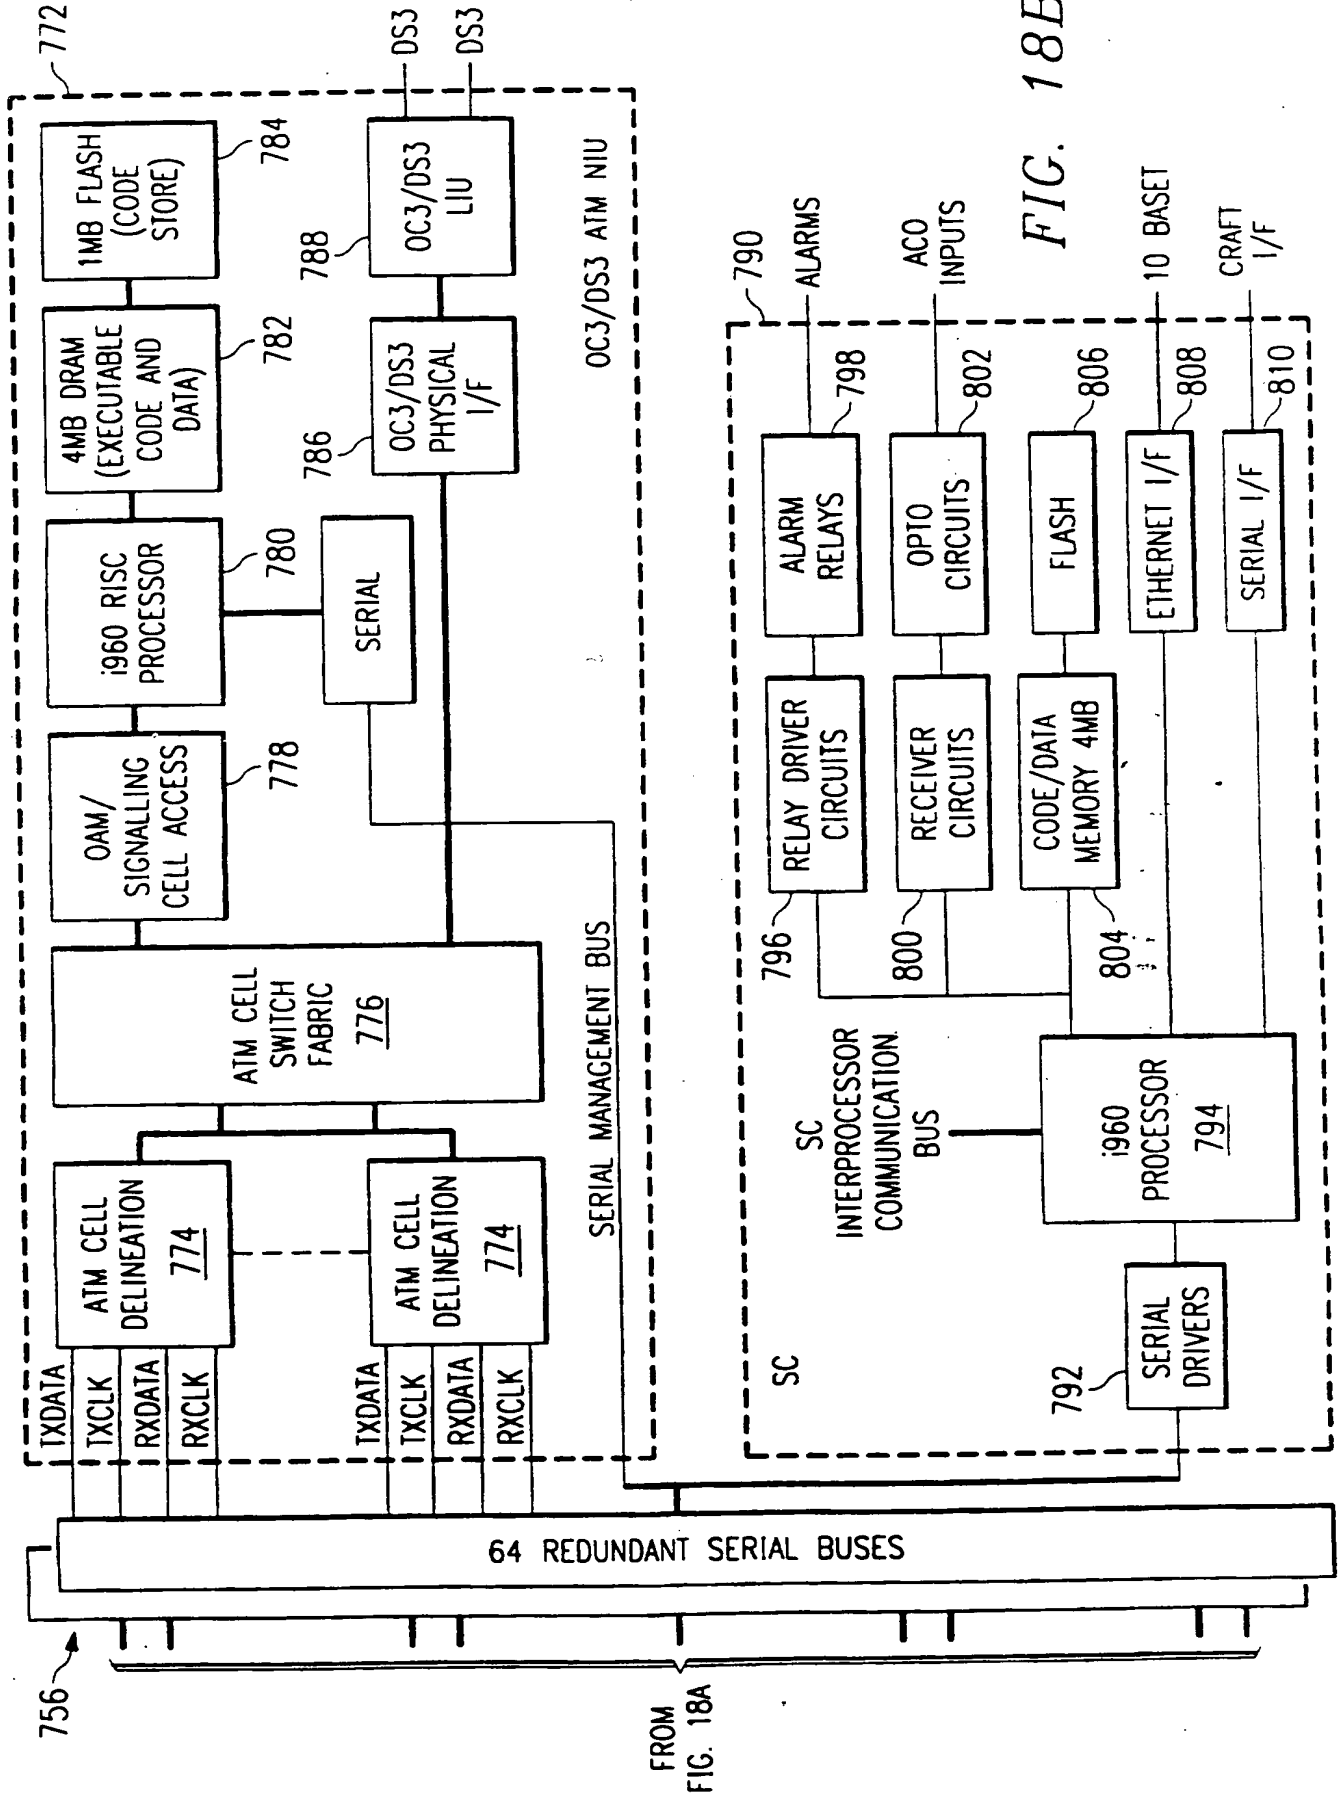 756
FROM
FIG. 18A
64 REDUNDANT SERIAL BUSES
772
TXDATA
TXCLK
RXDATA
RXCLK
ATM CELL
DELINEATION
774
TXDATA
TXCLK
RXDATA
RXCLK
ATM CELL
DELINEATION
774
ATM CELL
SWITCH
FABRIC
776
OAM/
SIGNALLING
CELL ACCESS
778
i960 RISC
PROCESSOR
780
4MB DRAM
(EXECUTABLE
CODE AND
DATA)
782
1MB FLASH
(CODE
STORE)
784
SERIAL
786
OC3/DS3
PHYSICAL
I/F
788
OC3/DS3
LIU
DS3
DS3
OC3/DS3 ATM NIU
SERIAL MANAGEMENT BUS
790
SC
SC
INTERPROCESSOR
COMMUNICATION
BUS
792
SERIAL
DRIVERS
i960
PROCESSOR
794
RELAY DRIVER
CIRCUITS
796
ALARM
RELAYS
798
ALARMS
RECEIVER
CIRCUITS
800
OPTO
CIRCUITS
802
ACO
INPUTS
CODE/DATA
MEMORY 4MB
804
FLASH
806
ETHERNET I/F
808
10 BASET
SERIAL I/F
810
CRAFT
I/F
FIG. 18B